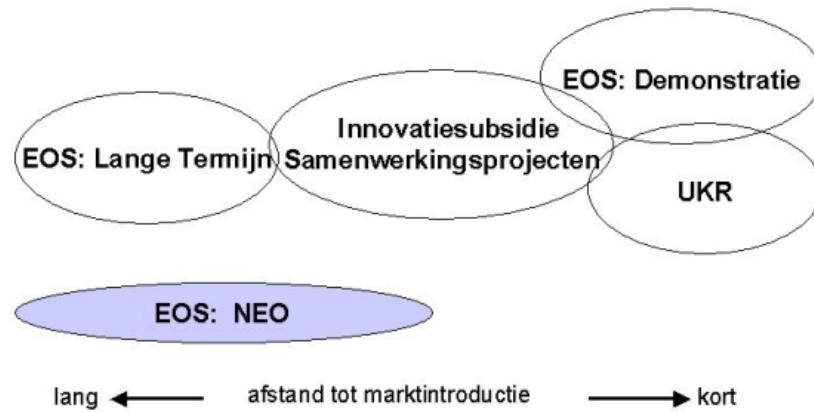 EOS: Demonstratie
Innovatiesubsidie
Samenwerkingsprojecten
EOS: Lange Termijn
UKR
EOS: NEO
lang afstand tot marktintroductie kort